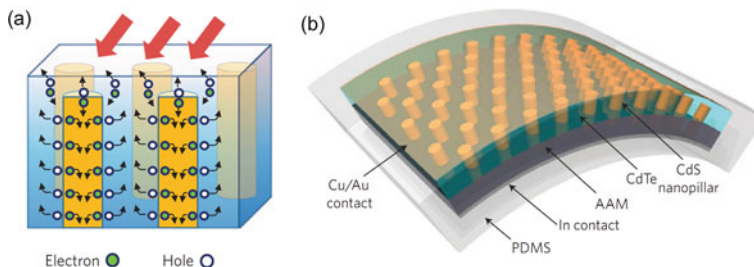 (a)
Electron
Hole
(b)
Cu/Au
contact
CdS
nanopillar
CdTe
AAM
In contact
PDMS